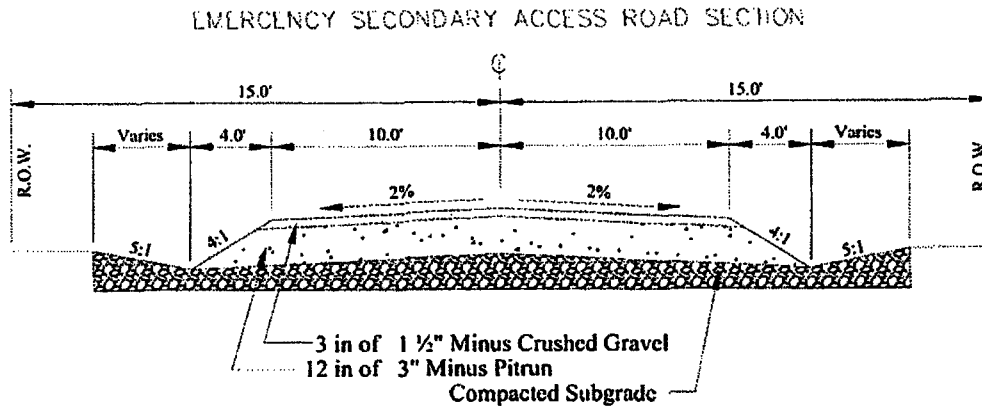 EMERGENCY SECONDARY ACCESS ROAD SECTION
℄
15.0' 15.0'
Varies 4.0' 10.0' 10.0' 4.0' Varies
R.O.W. R.O.W.
2% 2%
5:1 4:1 4:1 5:1
3 in of 1 ½" Minus Crushed Gravel
12 in of 3" Minus Pitrun
Compacted Subgrade